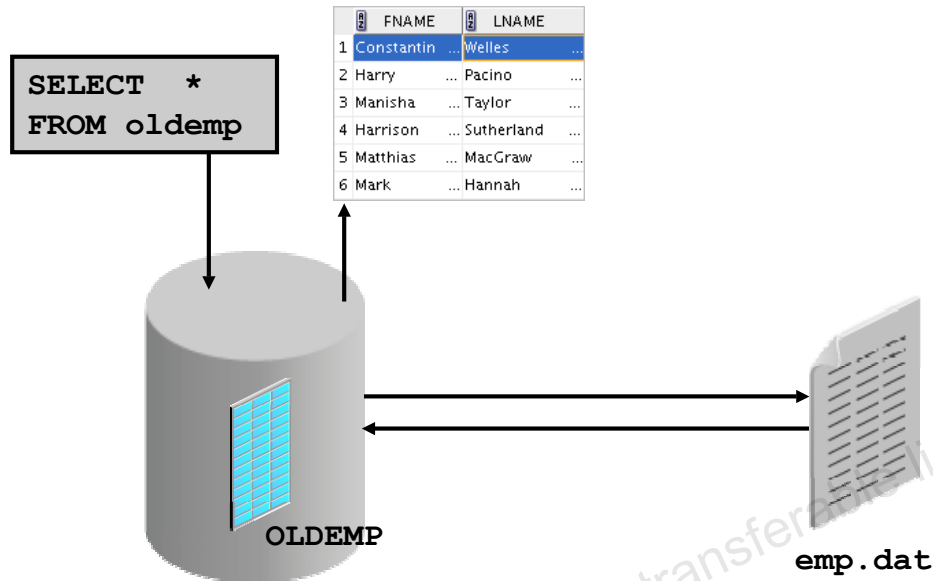 FNAME LNAME
1 Constantin ... Welles ...
2 Harry ... Pacino ...
3 Manisha ... Taylor ...
4 Harrison ... Sutherland ...
5 Matthias ... MacGraw ...
6 Mark ... Hannah ...
SELECT *
FROM oldemp
OLDEMP
emp.dat